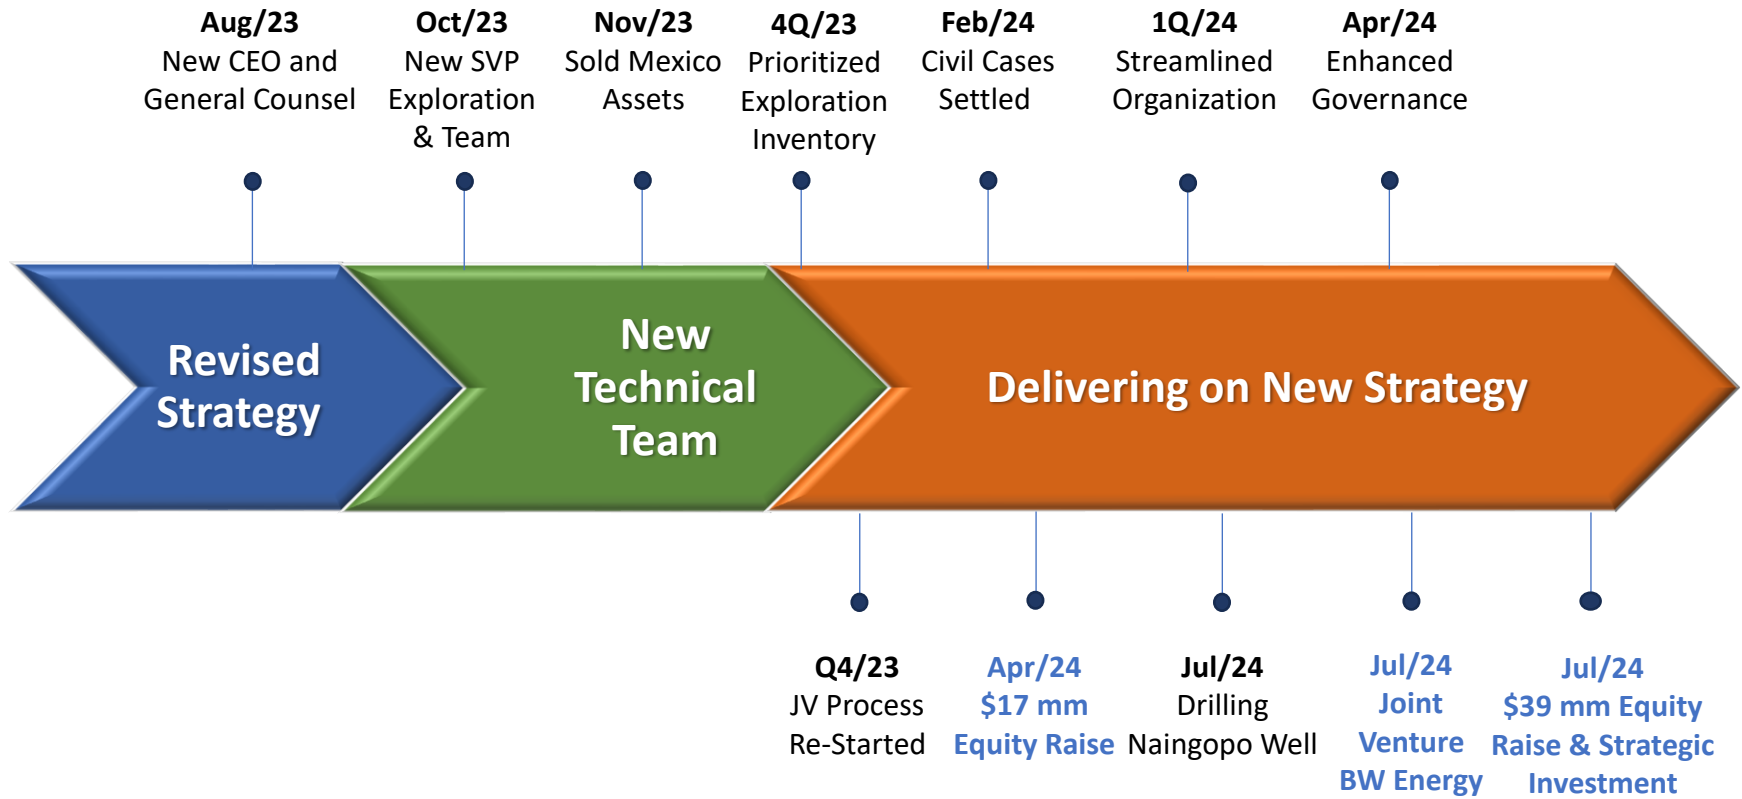 Aug/23
New CEO and
General Counsel
Oct/23
New SVP
Exploration
& Team
Nov/23
Sold Mexico
Assets
4Q/23
Prioritized
Exploration
Inventory
Feb/24
Civil Cases
Settled
1Q/24
Streamlined
Organization
Apr/24
Enhanced
Governance
Revised
Strategy
New
Technical
Team
Delivering on New Strategy
Q4/23
JV Process
Re-Started
Apr/24
$17 mm
Equity Raise
Jul/24
Drilling
Naingopo Well
Jul/24
Joint
Venture
BW Energy
Jul/24
$39 mm Equity
Raise & Strategic
Investment